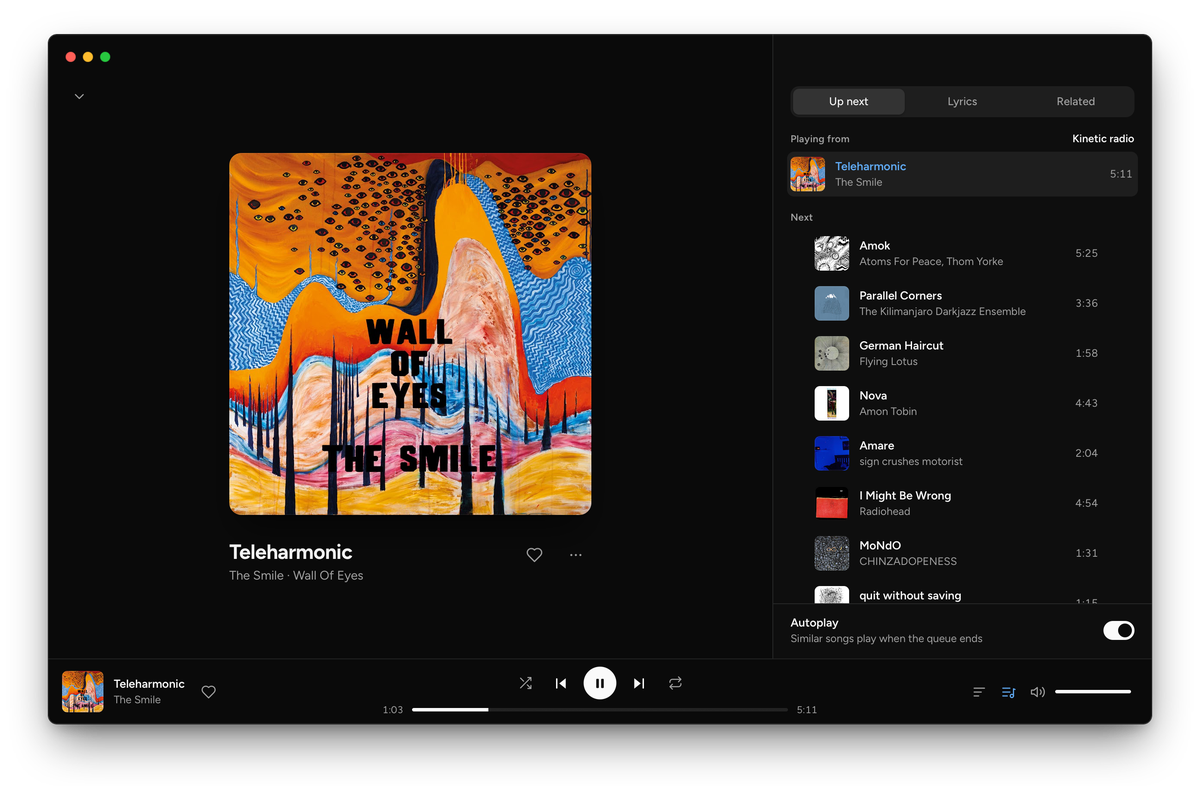 Up next
Lyrics
Related
Playing from
Kinetic radio
Teleharmonic
The Smile
5:11
Next
Amok
Atoms For Peace, Thom Yorke
5:25
Parallel Corners
The Kilimanjaro Darkjazz Ensemble
3:36
German Haircut
Flying Lotus
1:58
Nova
Amon Tobin
4:43
Amare
sign crushes motorist
2:04
I Might Be Wrong
Radiohead
4:54
MoNdO
CHINZADOPENESS
1:31
quit without saving
1:15
Autoplay
Similar songs play when the queue ends
WALL
OF
EYES
THE SMILE
Teleharmonic
The Smile · Wall Of Eyes
Teleharmonic
The Smile
1:03
5:11